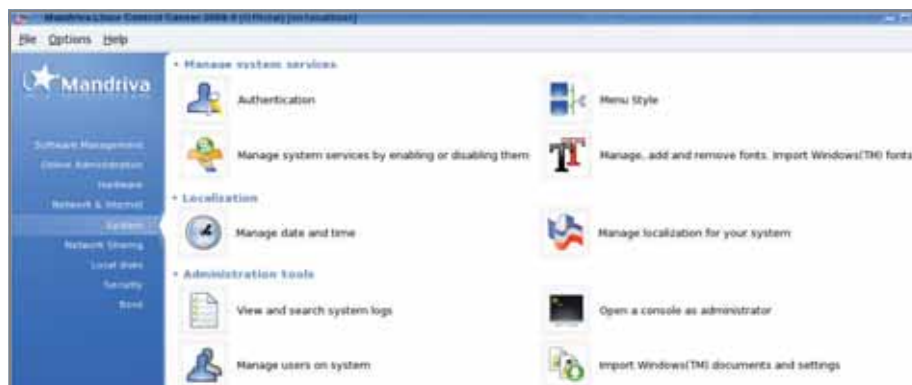 Mandriva Linux Control Center 2008.0 (Official) [on localhost]
File Options Help
Mandriva
Software Management
Online Administration
Hardware
Network & Internet
System
Network Sharing
Local disks
Security
Boot
Manage system services
Authentication
Menu Style
Manage system services by enabling or disabling them
Manage, add and remove fonts. Import Windows(TM) fonts
Localization
Manage date and time
Manage localization for your system
Administration tools
View and search system logs
Open a console as administrator
Manage users on system
Import Windows(TM) documents and settings